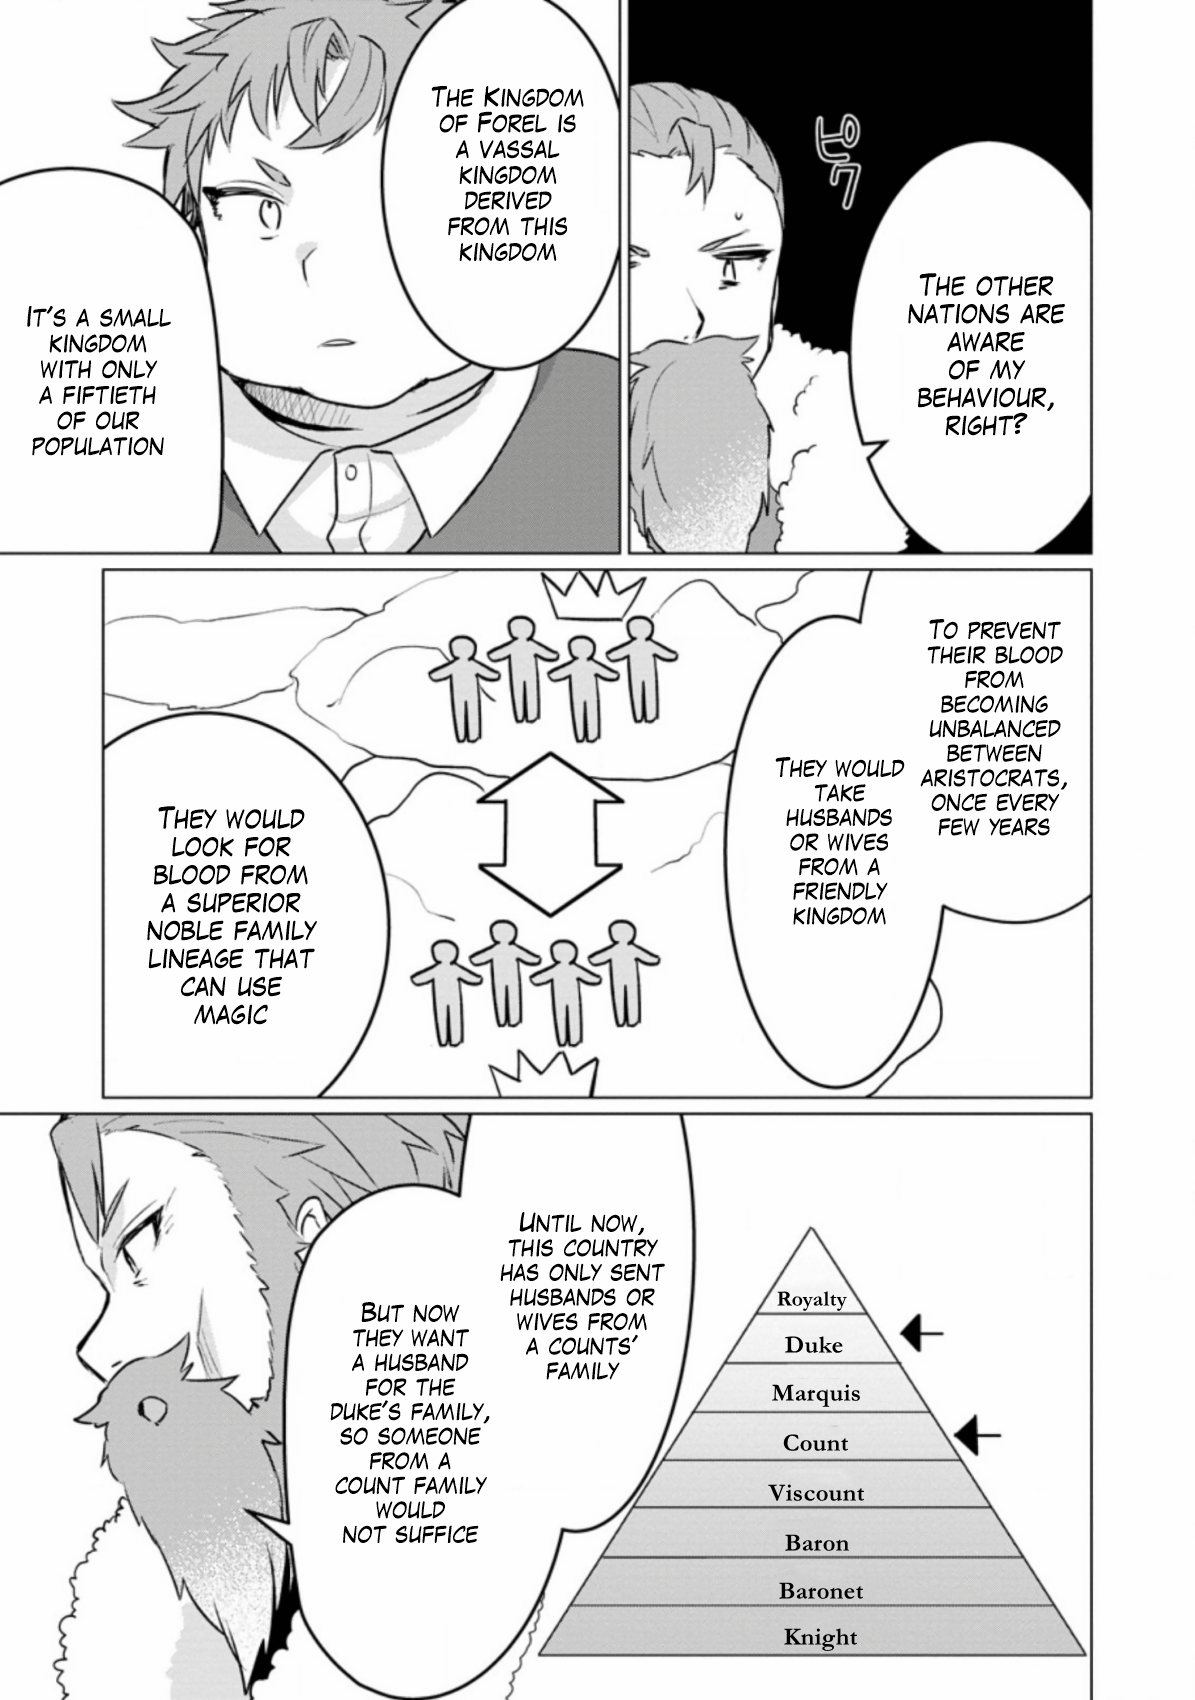 ピク
THE OTHER
NATIONS ARE
AWARE
OF MY
BEHAVIOUR,
RIGHT?
THE KINGDOM
OF FOREL IS
A VASSAL
KINGDOM
DERIVED
FROM THIS
KINGDOM
IT'S A SMALL
KINGDOM
WITH ONLY
A FIFTIETH
OF OUR
POPULATION
TO PREVENT
THEIR BLOOD
FROM
BECOMING
UNBALANCED
BETWEEN
ARISTOCRATS,
ONCE EVERY
FEW YEARS
THEY WOULD
TAKE
HUSBANDS
OR WIVES
FROM A
FRIENDLY
KINGDOM
THEY WOULD
LOOK FOR
BLOOD FROM
A SUPERIOR
NOBLE FAMILY
LINEAGE THAT
CAN USE
MAGIC
Royalty
Duke
Marquis
Count
Viscount
Baron
Baronet
Knight
UNTIL NOW,
THIS COUNTRY
HAS ONLY SENT
HUSBANDS OR
WIVES FROM
A COUNTS'
FAMILY
BUT NOW
THEY WANT
A HUSBAND
FOR THE
DUKE'S FAMILY,
SO SOMEONE
FROM A
COUNT FAMILY
WOULD
NOT SUFFICE